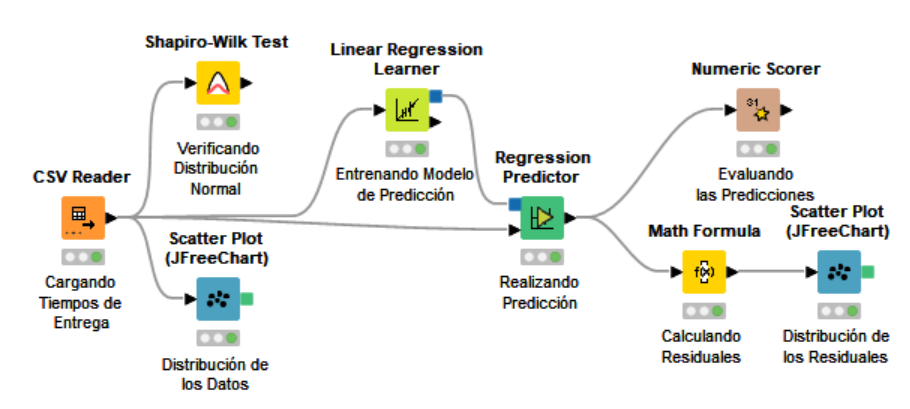 Shapiro-Wilk Test
Verificando
Distribución
Normal
Linear Regression
Learner
Entrenando Modelo
de Predicción
Numeric Scorer
31
Evaluando
las Predicciones
CSV Reader
Cargando
Tiempos de
Entrega
Regression
Predictor
Realizando
Predicción
Scatter Plot
(JFreeChart)
Distribución de
los Datos
Math Formula
f(x)
Calculando
Residuales
Scatter Plot
(JFreeChart)
Distribución de
los Residuales